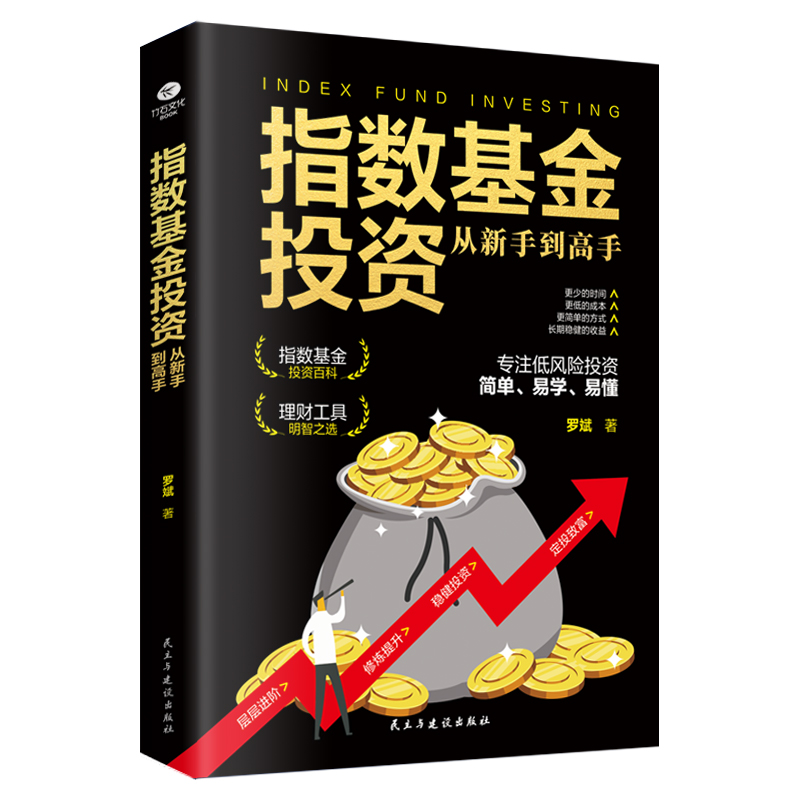 竹石文化
BOOK
指数基金投资
从新手
到高手
罗斌 著
民主与建设出版社
INDEX FUND INVESTING
指数基金
投资
从新手到高手
更少的时间
更低的成本
更简单的方式
长期稳健的收益
指数基金
投资百科
理财工具
明智之选
专注低风险投资
简单、易学、易懂
罗斌 著
定投致富>
稳健投资>
修炼提升>
层层进阶>
民主与建设出版社